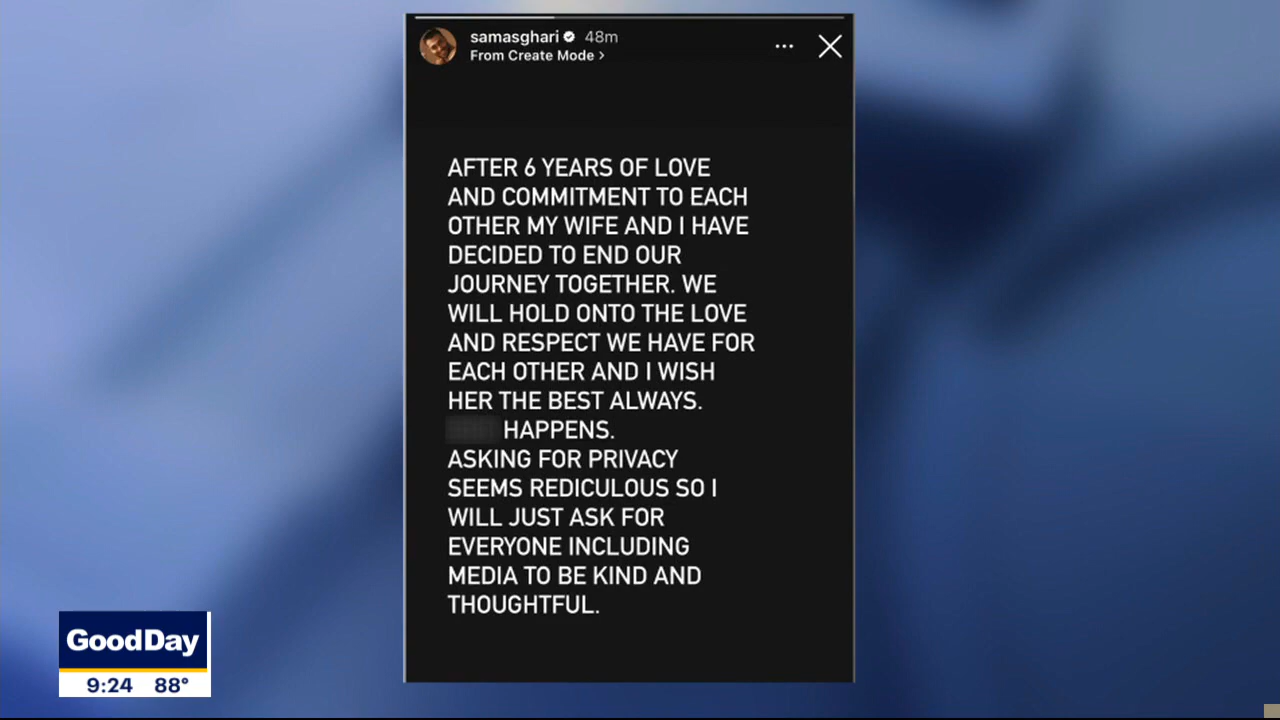 samasghari 48m
From Create Mode >
AFTER 6 YEARS OF LOVE
AND COMMITMENT TO EACH
OTHER MY WIFE AND I HAVE
DECIDED TO END OUR
JOURNEY TOGETHER. WE
WILL HOLD ONTO THE LOVE
AND RESPECT WE HAVE FOR
EACH OTHER AND I WISH
HER THE BEST ALWAYS.
HAPPENS.
ASKING FOR PRIVACY
SEEMS REDICULOUS SO I
WILL JUST ASK FOR
EVERYONE INCLUDING
MEDIA TO BE KIND AND
THOUGHTFUL.
GoodDay
9:24 88°